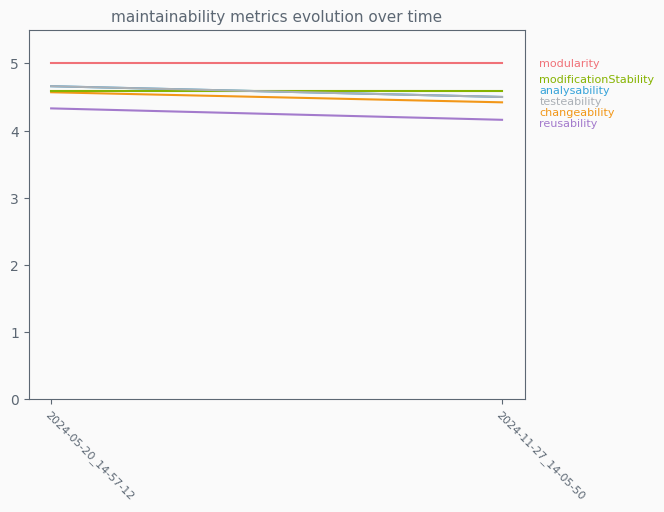 maintainability metrics evolution over time
5
4
3
2
1
0
modularity
modificationStability
analysability
testeability
changeability
reusability
2024-05-20_14-57-12
2024-11-27_14-05-50